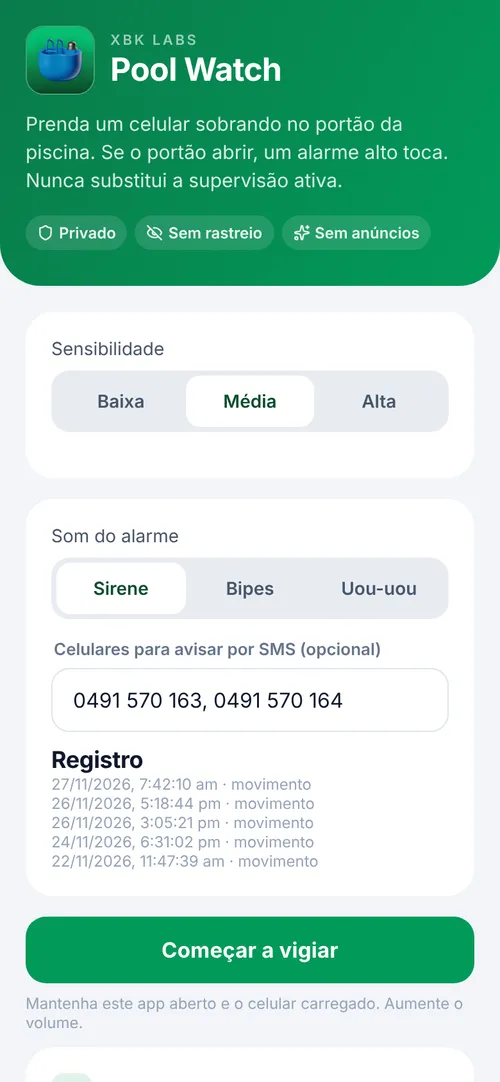 XBK LABS
Pool Watch
Prenda um celular sobrando no portão da
piscina. Se o portão abrir, um alarme alto toca.
Nunca substitui a supervisão ativa.
Privado
Sem rastreio
Sem anúncios
Sensibilidade
Baixa
Média
Alta
Som do alarme
Sirene
Bipes
Uou-uou
Celulares para avisar por SMS (opcional)
0491 570 163, 0491 570 164
Registro
27/11/2026, 7:42:10 am · movimento
26/11/2026, 5:18:44 pm · movimento
26/11/2026, 3:05:21 pm · movimento
24/11/2026, 6:31:02 pm · movimento
22/11/2026, 11:47:39 am · movimento
Começar a vigiar
Mantenha este app aberto e o celular carregado. Aumente o
volume.